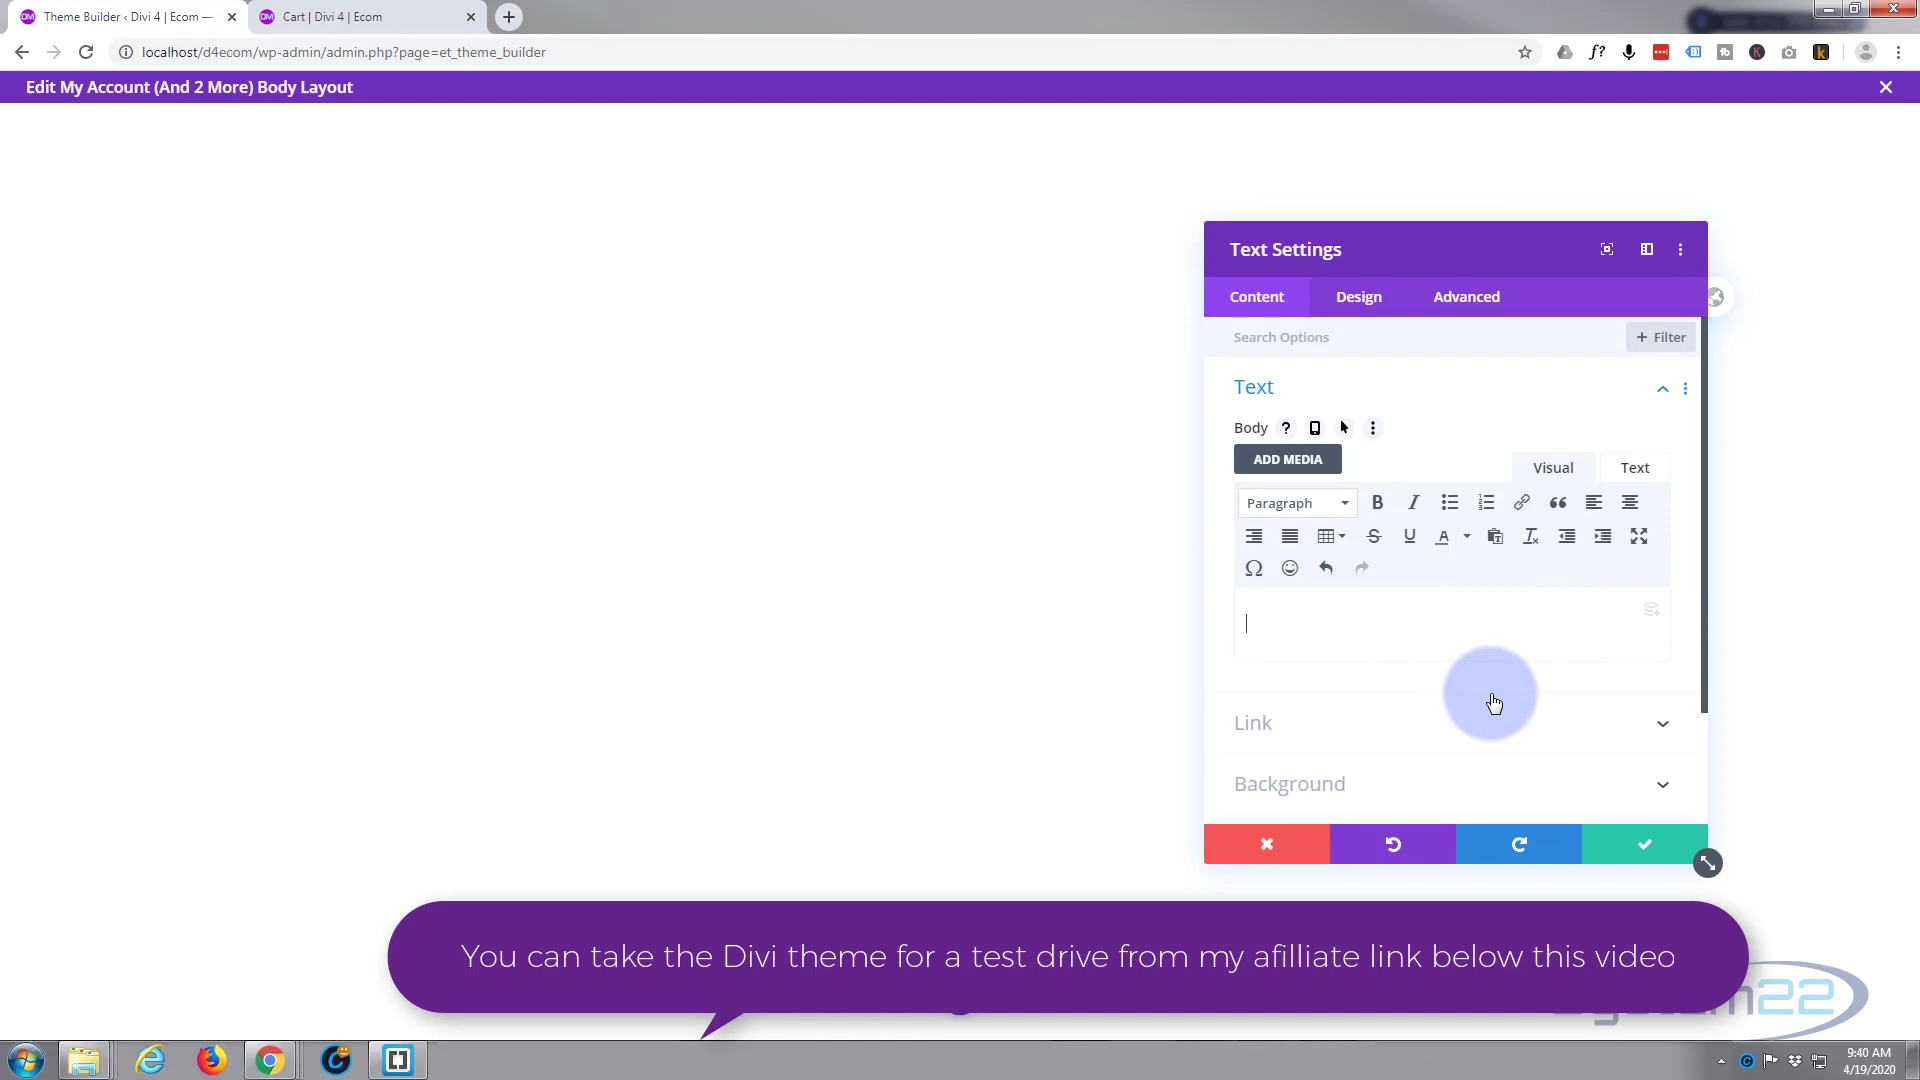 Theme Builder ‹ Divi 4 | Ecom —
Cart | Divi 4 | Ecom
localhost/d4ecom/wp-admin/admin.php?page=et_theme_builder
Edit My Account (And 2 More) Body Layout
Text Settings
Content
Design
Advanced
Search Options
+ Filter
Text
Body
ADD MEDIA
Visual
Text
Paragraph
Link
Background
You can take the Divi theme for a test drive from my afilliate link below this video
9:40 AM
4/19/2020